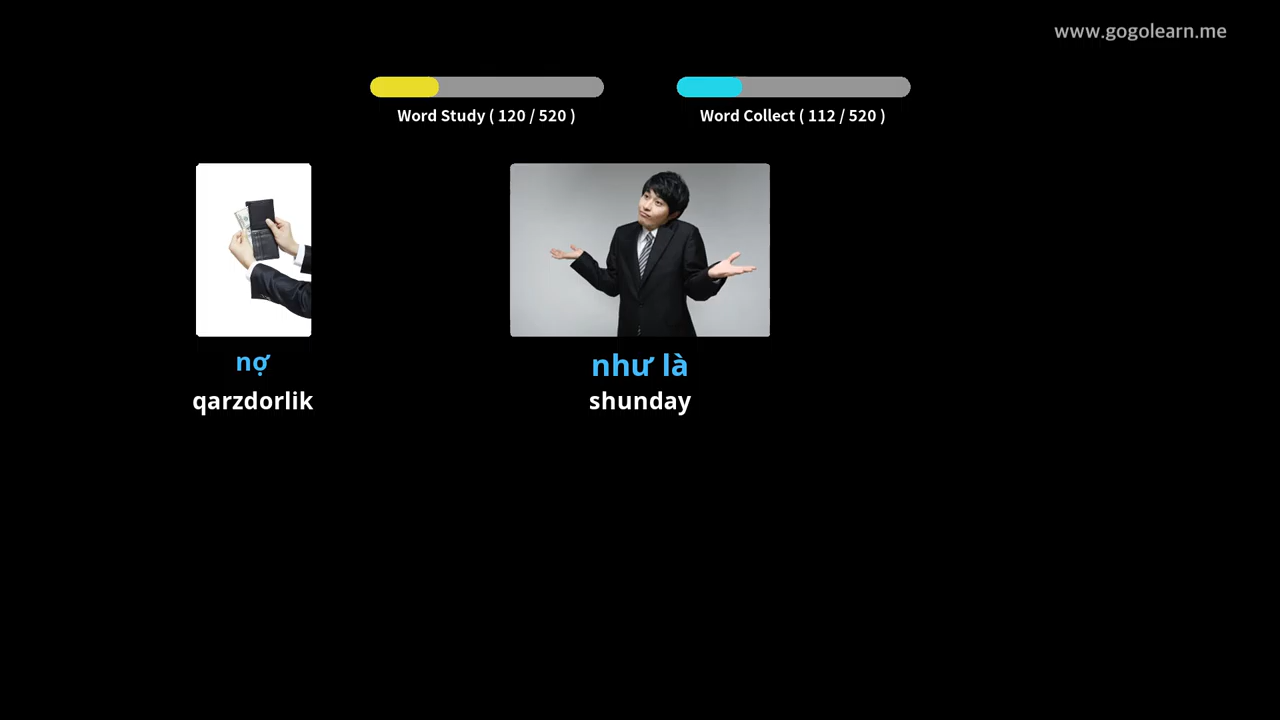 www.gogolearn.me
Word Study ( 120 / 520 )
Word Collect ( 112 / 520 )
nợ
qarzdorlik
như là
shunday